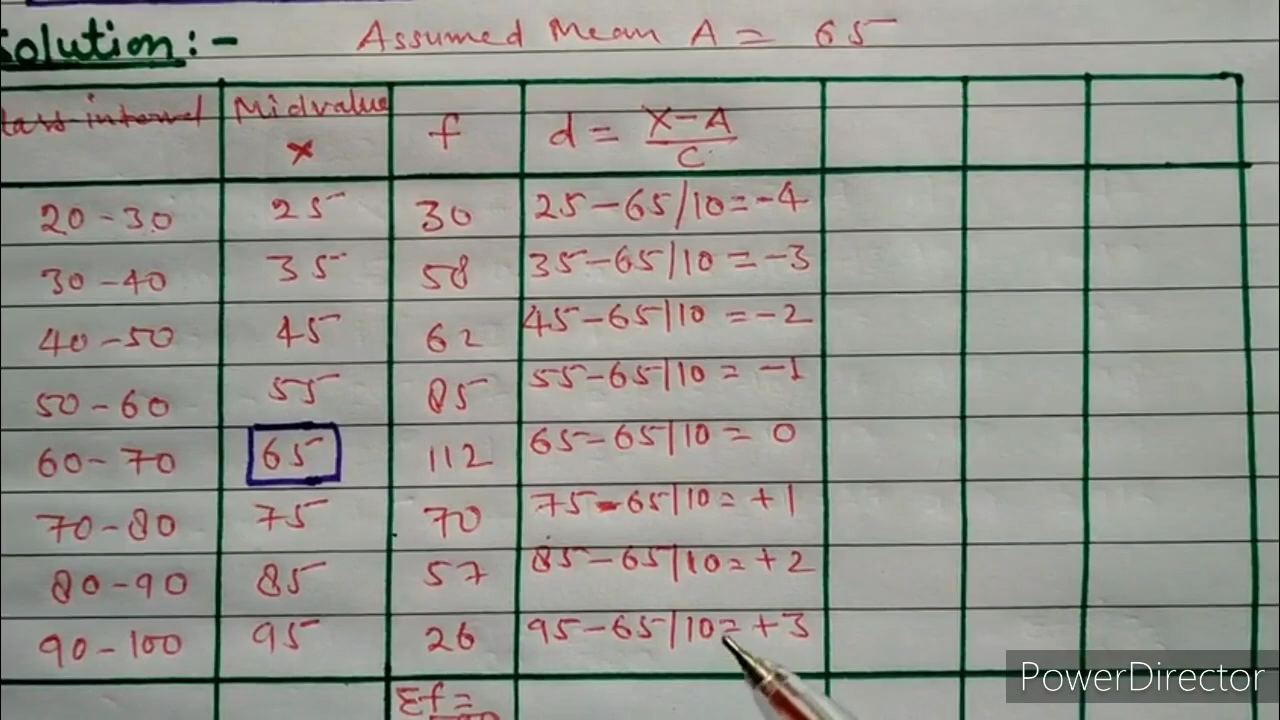 Solution:-
Assumed Mean A = 65
Class interval Midvalue x f d = X-A/C
20-30 25 30 25-65/10=-4
30-40 35 58 35-65/10=-3
40-50 45 62 45-65/10=-2
50-60 55 85 55-65/10=-1
60-70 65 112 65-65/10=0
70-80 75 70 75-65/10=+1
80-90 85 57 85-65/10=+2
90-100 95 26 95-65/10=+3
Σf=
PowerDirector